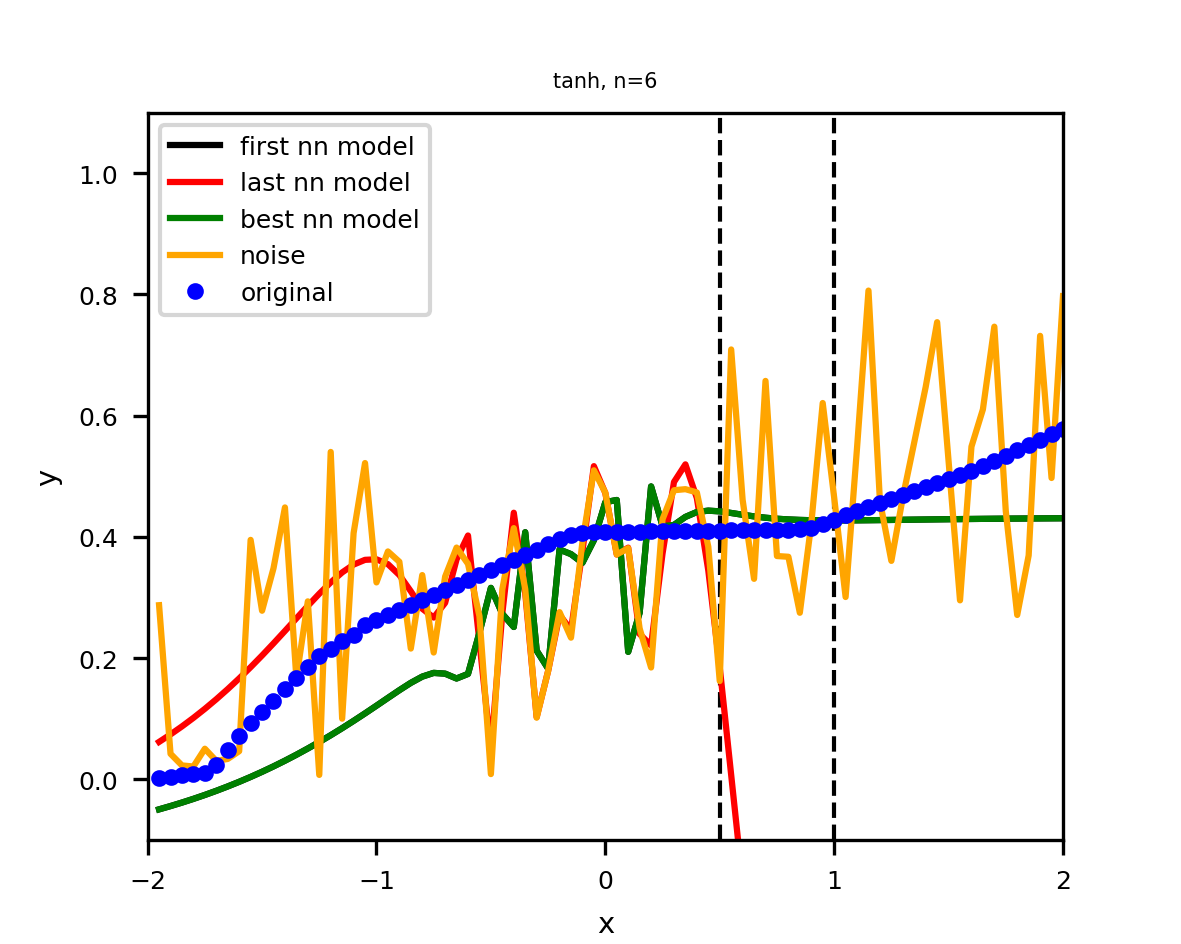 tanh, n=6
first nn model
last nn model
best nn model
noise
original
y
1.0
0.8
0.6
0.4
0.2
0.0
−2 −1 0 1 2
x